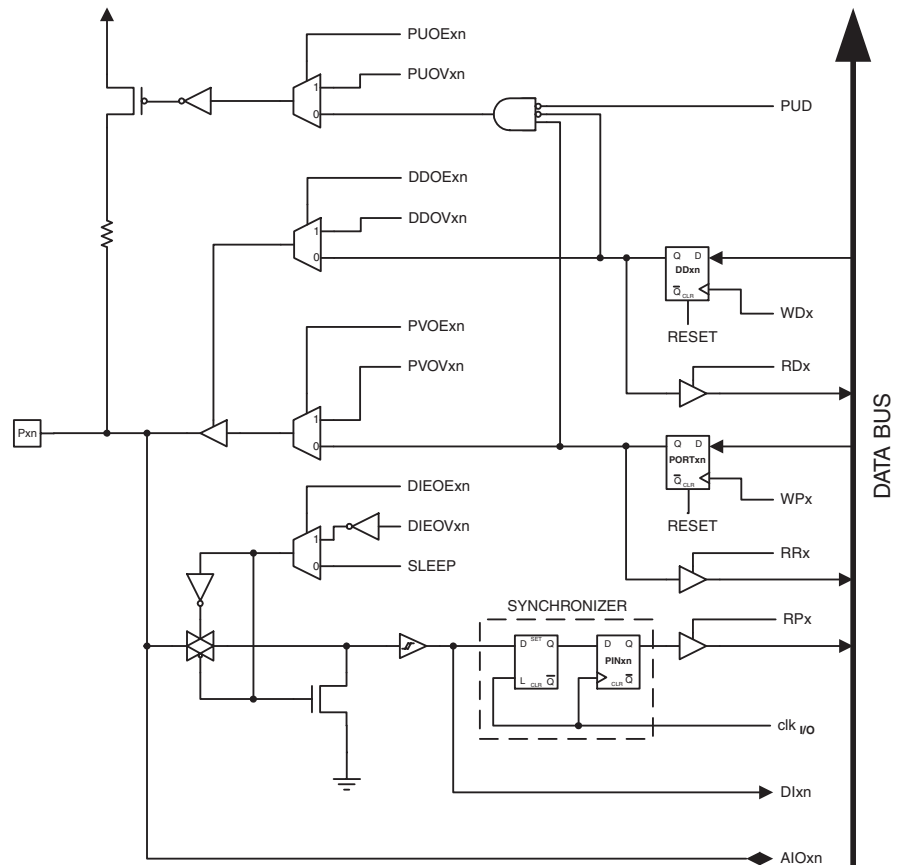 PUOExn
PUOVxn
1
0
PUD
DDOExn
DDOVxn
1
0
Q D
DDxn
Q CLR
WDx
RESET
RDx
PVOExn
PVOVxn
1
0
Pxn
Q D
PORTxn
Q CLR
WPx
RESET
RRx
DATA BUS
DIEOExn
DIEOVxn
1
0
SLEEP
SYNCHRONIZER
RPx
D SET Q
L CLR Q
D Q
PINxn
CLR Q
clk I/O
DIxn
AIOxn